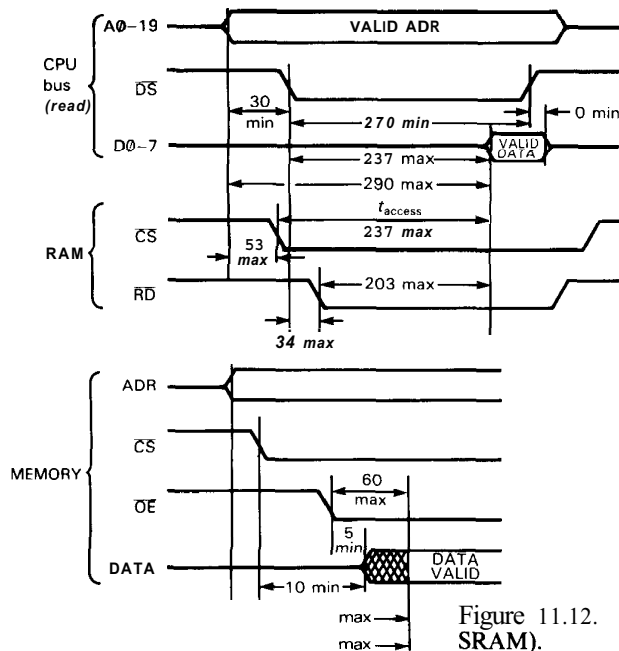 A0-19
VALID ADR
CPU
bus
(read)
DS
30
min
270 min
0 min
D0-7
VALID
DATA
237 max
290 max
taccess
237 max
RAM
CS
53
max
RD
203 max
34 max
MEMORY
ADR
CS
OE
60
max
5
min
DATA
DATA
VALID
10 min
max
max
Figure 11.12.
SRAM).